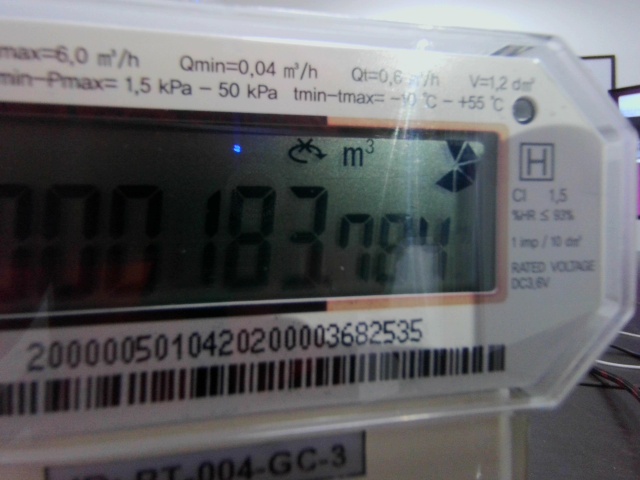 max=6,0 m³/h Qmin=0,04 m³/h Qt=0,6 m³/h V=1,2 dm³
min-Pmax= 1,5 kPa - 50 kPa tmin-tmax= -10 °C - +55 °C
m³
H
000183.784
Cl 1,5
%HR ≤ 93%
1 imp / 10 dm³
RATED VOLTAGE
DC3,6V
20000050104202000003682535
RT-004-GC-3